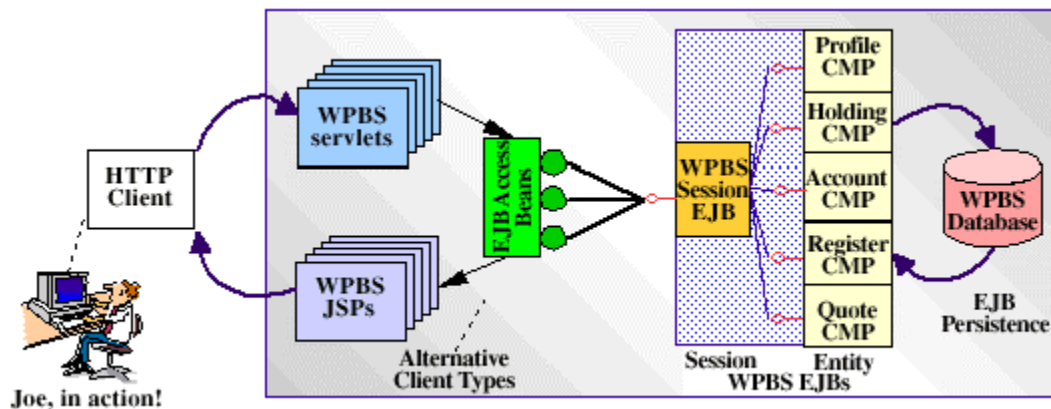 HTTP
Client
Joe, in action!
WPBS
servlets
WPBS
JSPs
EJB Access
Beans
Alternative
Client Types
WPBS
Session
EJB
Profile
CMP
Holding
CMP
Account
CMP
Register
CMP
Quote
CMP
Session
Entity
WPBS EJBs
WPBS
Database
EJB
Persistence